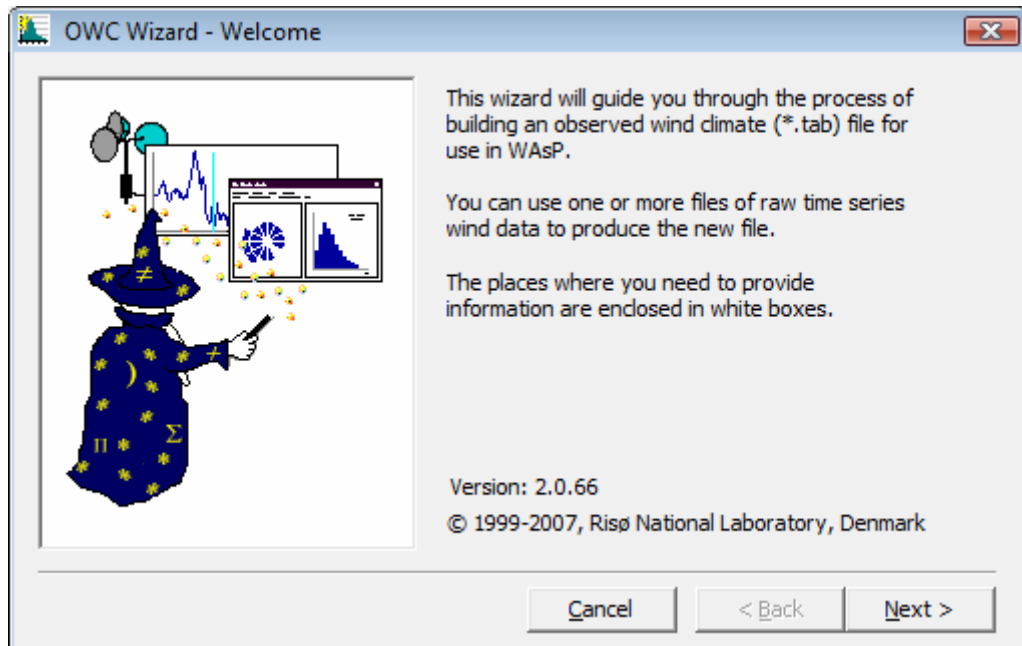 OWC Wizard - Welcome
This wizard will guide you through the process of
building an observed wind climate (*.tab) file for
use in WAsP.
You can use one or more files of raw time series
wind data to produce the new file.
The places where you need to provide
information are enclosed in white boxes.
Π
Σ
Version: 2.0.66
© 1999-2007, Risø National Laboratory, Denmark
Cancel
< Back
Next >